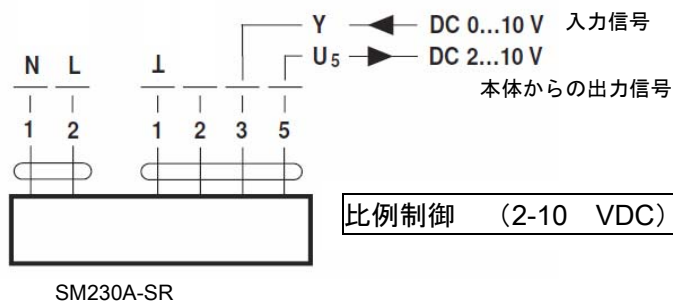 Y DC 0...10 V 入力信号
U5 DC 2...10 V
本体からの出力信号
N L ⊥
1 2 1 2 3 5
比例制御 （2-10 VDC）
SM230A-SR